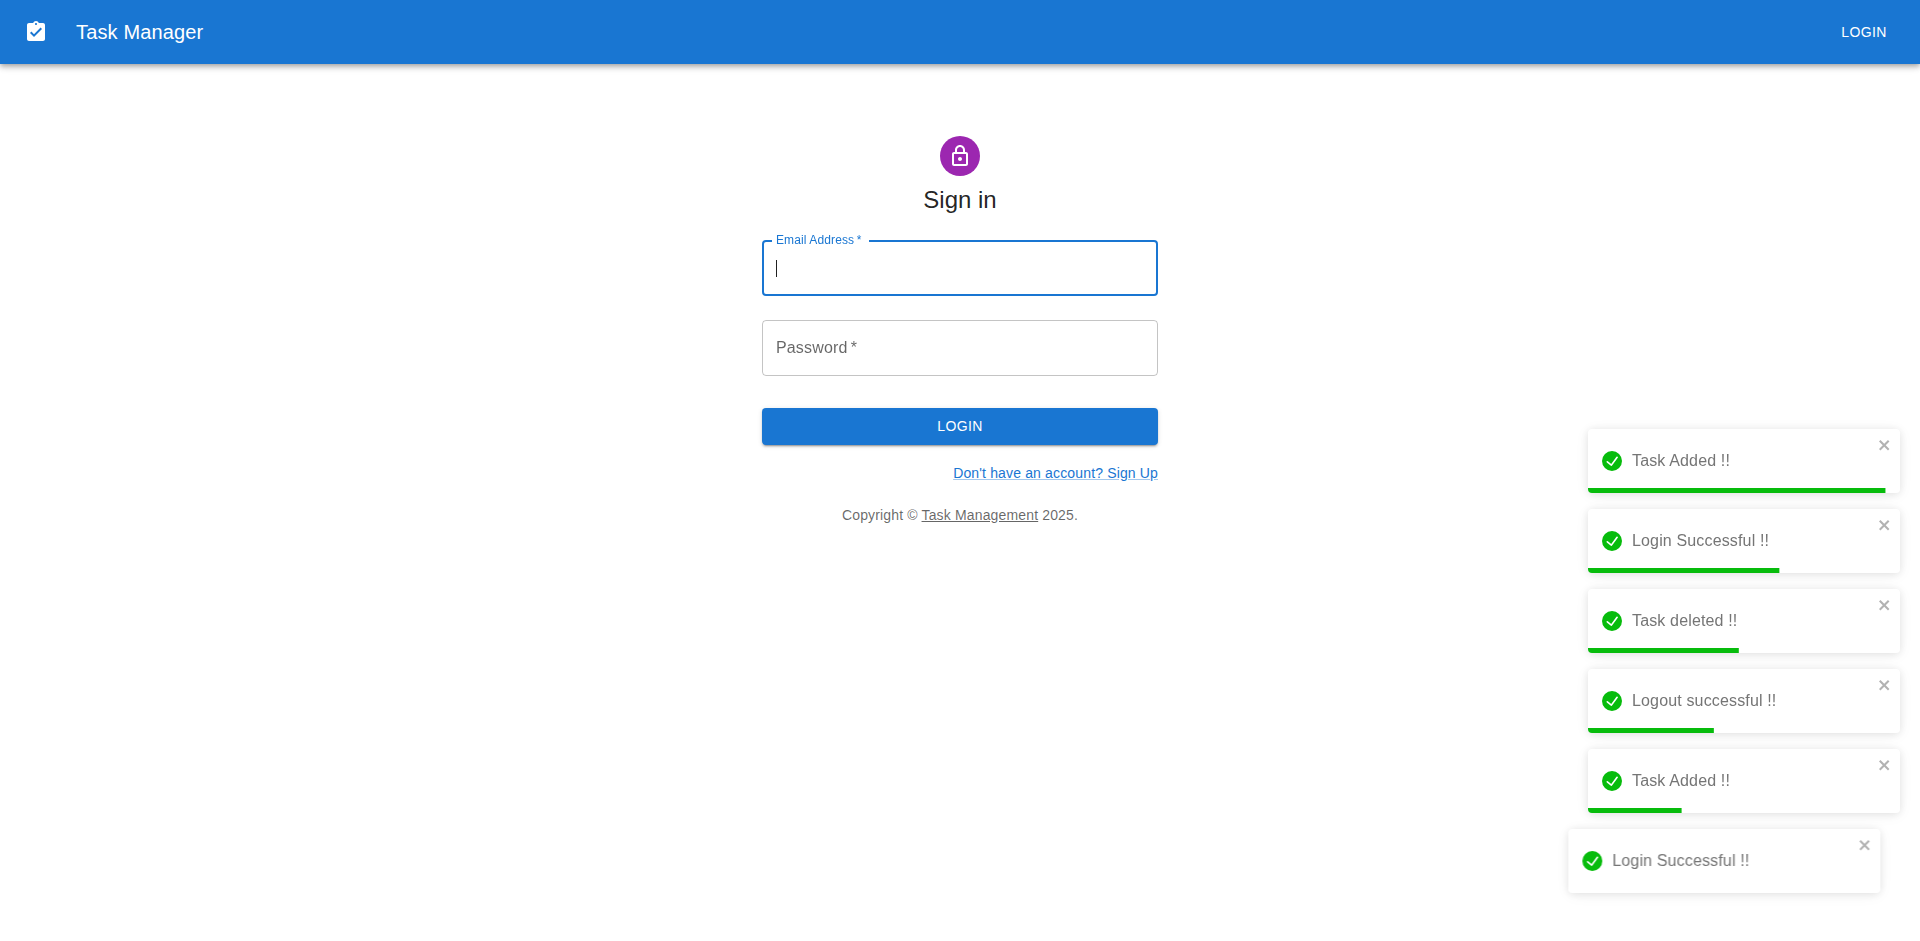 Task Manager
LOGIN
Sign in
Email Address *
Password *
LOGIN
Don't have an account? Sign Up
Copyright © Task Management 2025.
Task Added !!
Login Successful !!
Task deleted !!
Logout successful !!
Task Added !!
Login Successful !!